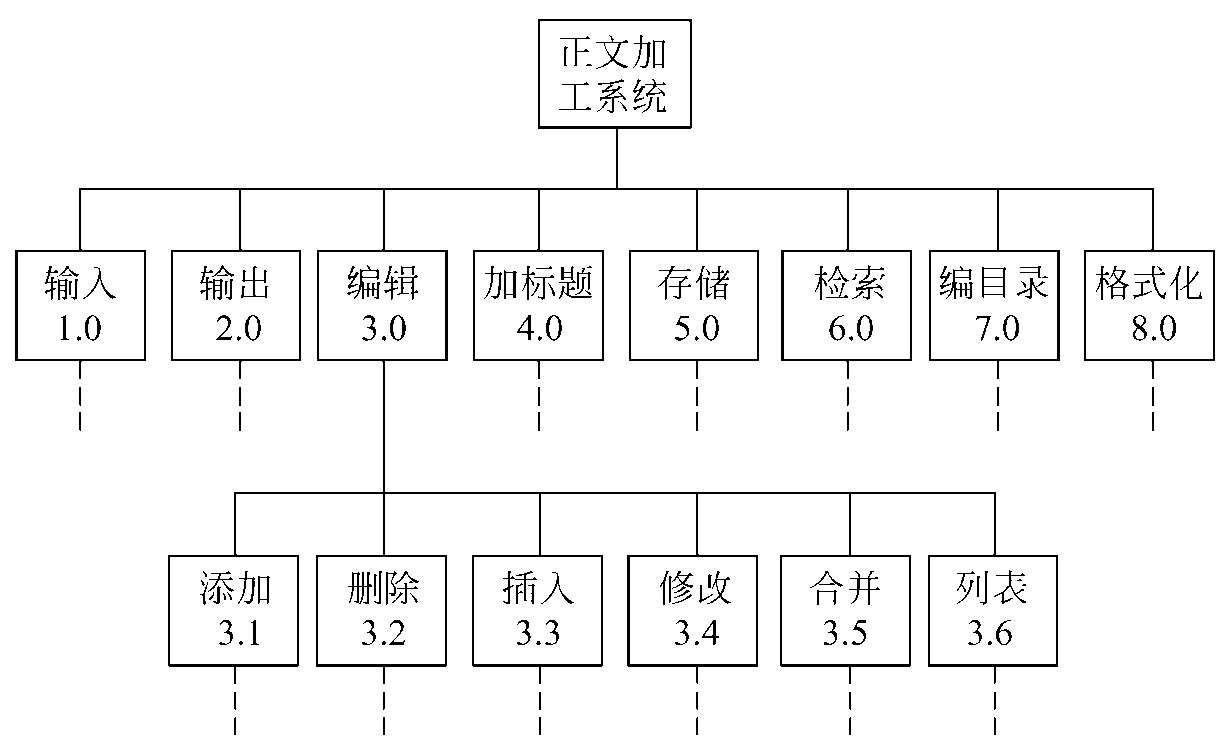 正文加
工系统
输入
1.0
输出
2.0
编辑
3.0
加标题
4.0
存储
5.0
检索
6.0
编目录
7.0
格式化
8.0
添加
3.1
删除
3.2
插入
3.3
修改
3.4
合并
3.5
列表
3.6